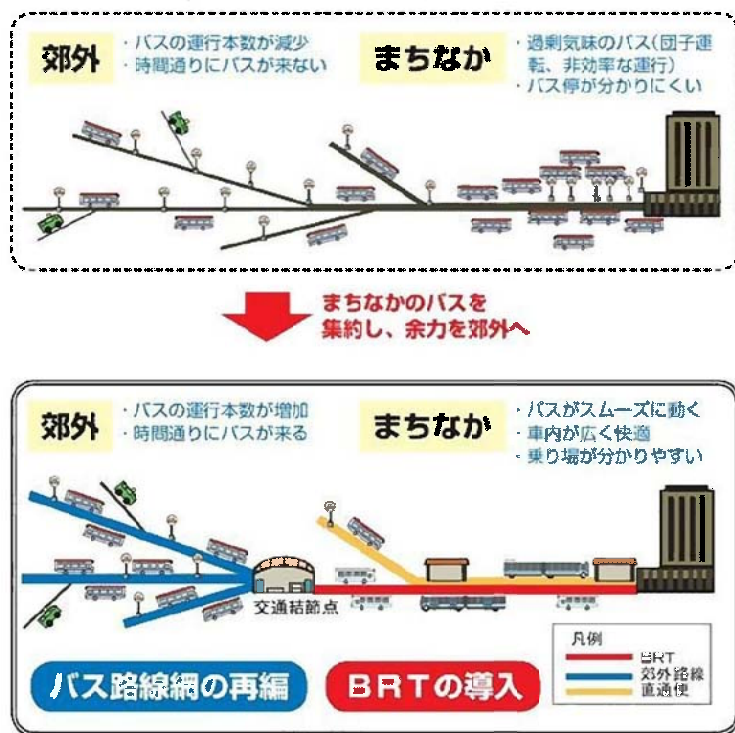 郊外
・バスの運行本数が減少
・時間通りにバスが来ない
まちなか
・過剰気味のバス(団子運
転、非効率な運行)
・バス停が分かりにくい
まちなかのバスを
集約し、余力を郊外へ
郊外
・バスの運行本数が増加
・時間通りにバスが来る
まちなか
・バスがスムーズに動く
・車内が広く快適
・乗り場が分かりやすい
交通結節点
凡例
BRT
郊外路線
直通便
バス路線網の再編
BRTの導入